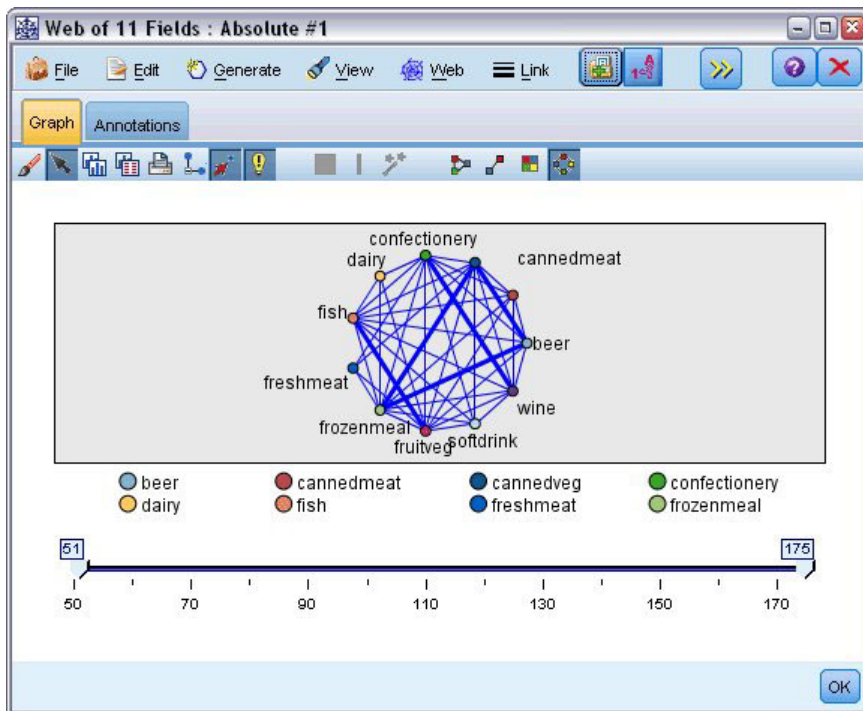 Web of 11 Fields : Absolute #1
File Edit Generate View Web Link
Graph Annotations
confectionery
dairy cannedmeat
fish
beer
freshmeat
wine
frozenmeal softdrink
fruitveg
beer cannedmeat cannedveg confectionery
dairy fish freshmeat frozenmeal
51 175
50 70 90 110 130 150 170
OK